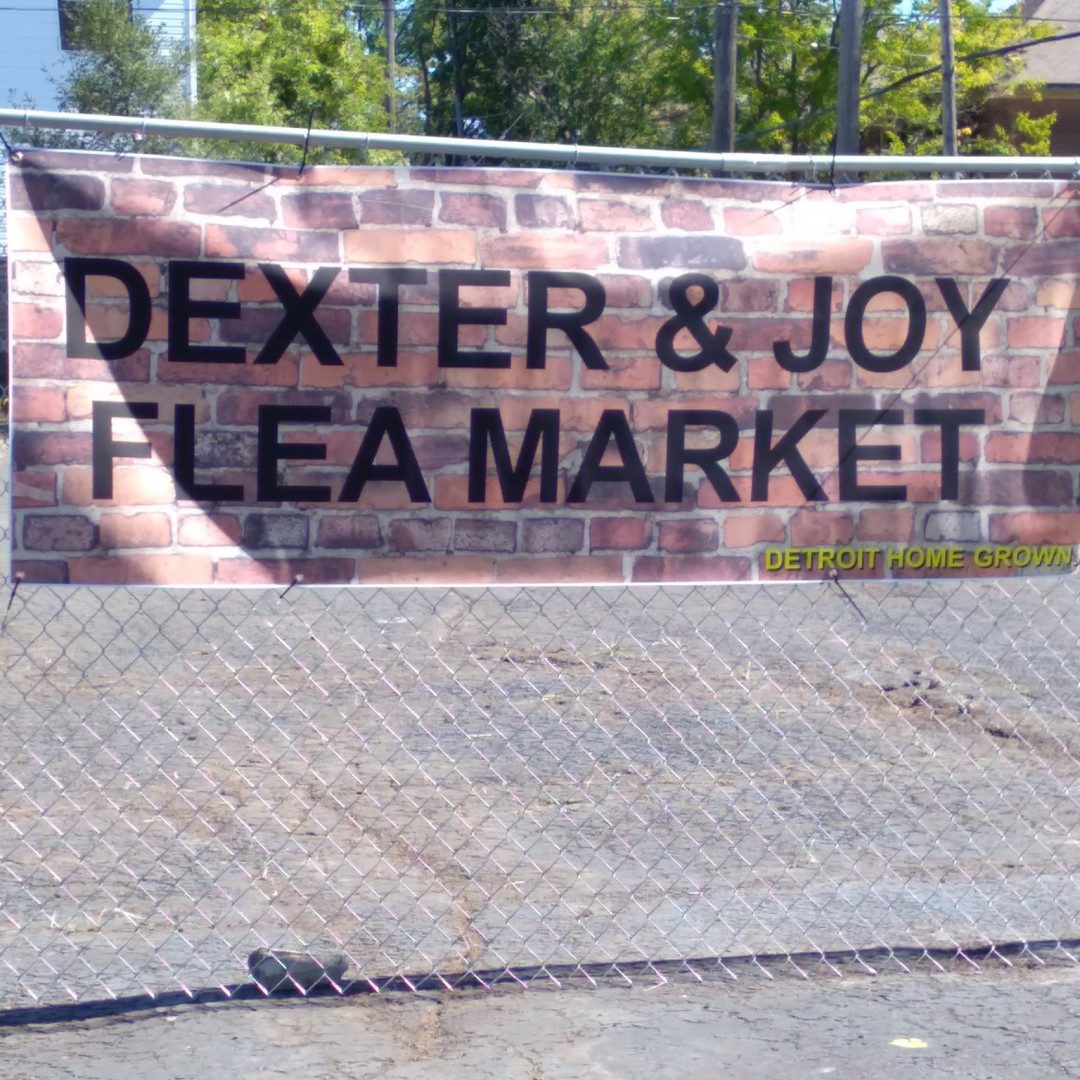 DEXTER & JOY
FLEA MARKET
DETROIT HOME GROWN